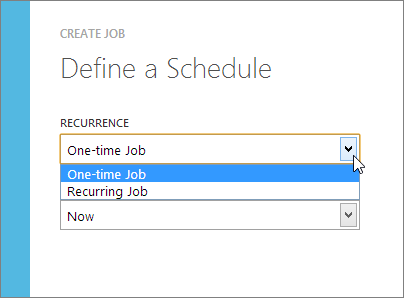 CREATE JOB
Define a Schedule
RECURRENCE
One-time Job
One-time Job
Recurring Job
Now